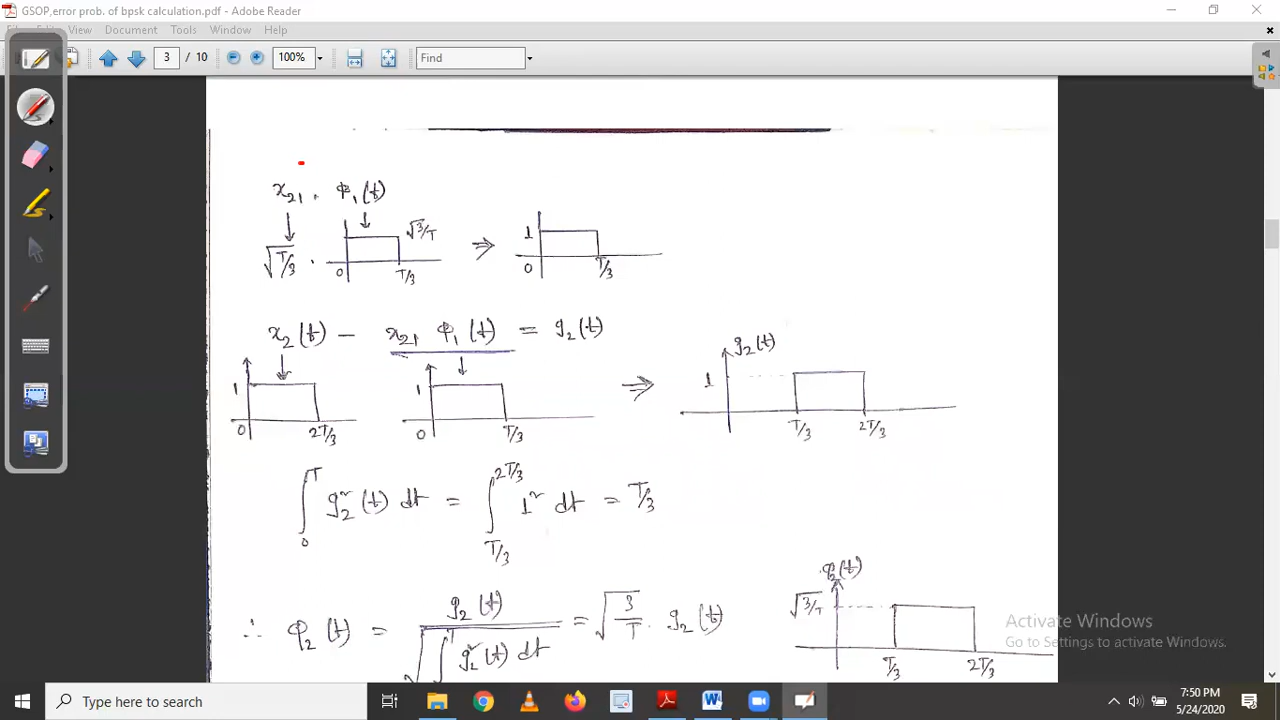 GSOP,error prob. of bpsk calculation.pdf - Adobe Reader
View Document Tools Window Help
3 / 10 100% Find
x₂₁ . φ₁(t)
√T/3 . √3/T 0 T/3 ⇒ 1 0 T/3
x₂(t) − x₂₁ φ₁(t) = g₂(t)
g₂(t)
1 0 2T/3 1 0 T/3 ⇒ 1 T/3 2T/3
∫₀ᵀ g₂²(t) dt = ∫ 2T/3 T/3 1² dt = T/3
φ₂(t)
√3/T T/3 2T/3
∴ φ₂(t) = g₂(t) / √∫ᵀ g₂²(t) dt = √3/T . g₂(t)
Activate Windows
Go to Settings to activate Windows.
Type here to search
7:50 PM
5/24/2020